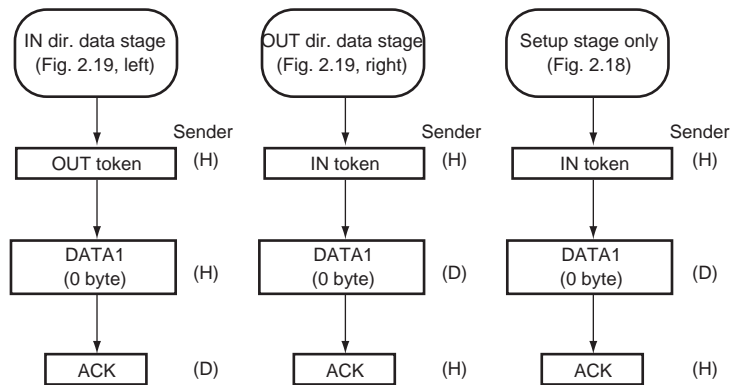 IN dir. data stage
(Fig. 2.19, left)
OUT dir. data stage
(Fig. 2.19, right)
Setup stage only
(Fig. 2.18)
Sender
Sender
Sender
OUT token
(H)
IN token
(H)
IN token
(H)
DATA1
(0 byte)
(H)
DATA1
(0 byte)
(D)
DATA1
(0 byte)
(D)
ACK
(D)
ACK
(H)
ACK
(H)